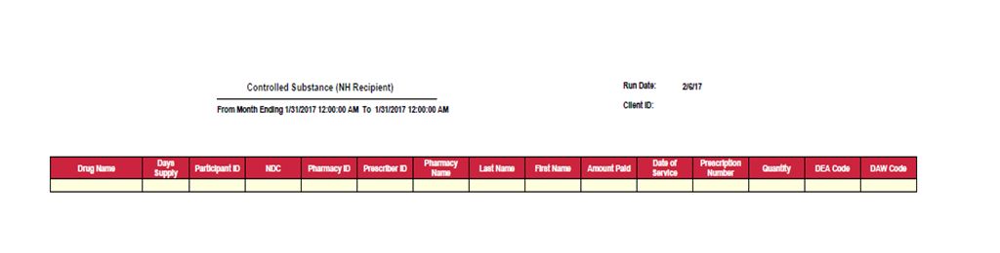 Controlled Substance (NH Recipient)
Run Date: 2/6/17
From Month Ending 1/31/2017 12:00:00 AM To 1/31/2017 12:00:00 AM
Client ID:
Drug Name
Days
Supply
Participant ID
NDC
Pharmacy ID
Prescriber ID
Pharmacy
Name
Last Name
First Name
Amount Paid
Date of
Service
Prescription
Number
Quantity
DEA Code
DAW Code